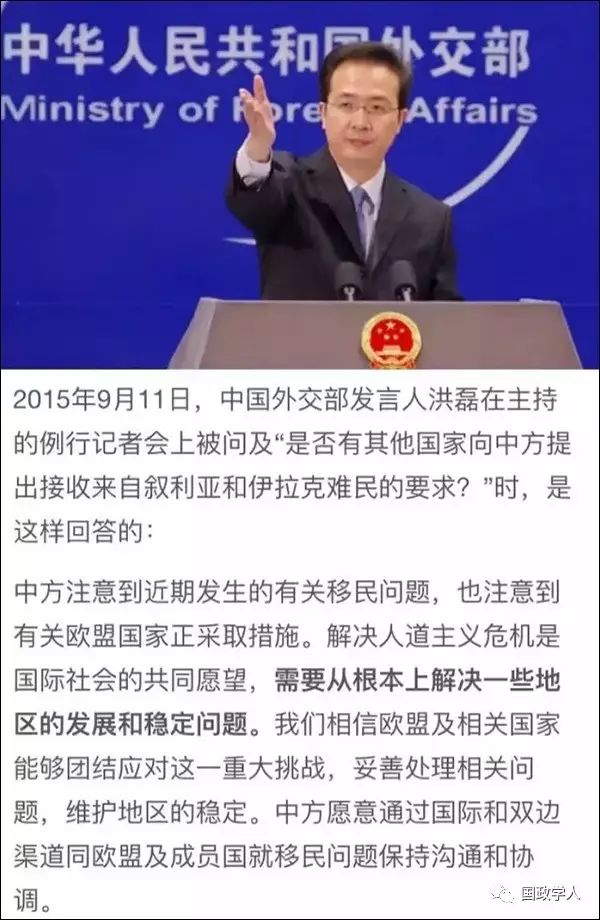 中华人民共和国外交部
Ministry of Foreign Affairs
2015年9月11日，中国外交部发言人洪磊在主持
的例行记者会上被问及“是否有其他国家向中方提
出接收来自叙利亚和伊拉克难民的要求？”时，是
这样回答的：
中方注意到近期发生的有关移民问题，也注意到
有关欧盟国家正采取措施。解决人道主义危机是
国际社会的共同愿望，需要从根本上解决一些地
区的发展和稳定问题。我们相信欧盟及相关国家
能够团结应对这一重大挑战，妥善处理相关问
题，维护地区的稳定。中方愿意通过国际和双边
渠道同欧盟及成员国就移民问题保持沟通和协
调。
国政学人